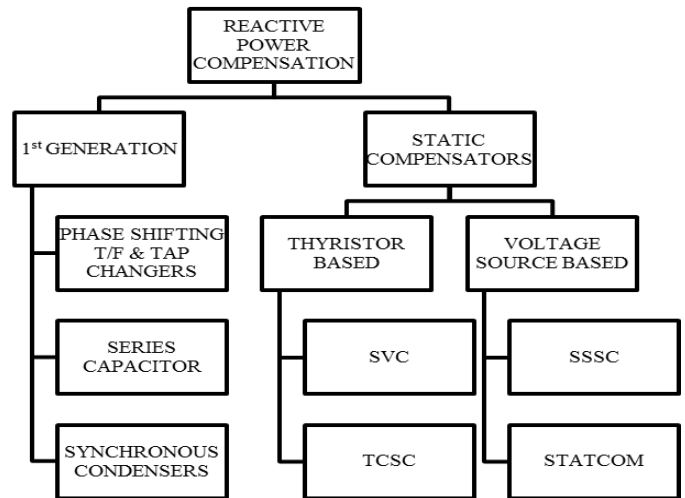 REACTIVE
POWER
COMPENSATION
1st GENERATION
STATIC
COMPENSATORS
PHASE SHIFTING
T/F & TAP
CHANGERS
SERIES
CAPACITOR
SYNCHRONOUS
CONDENSERS
THYRISTOR
BASED
SVC
TCSC
VOLTAGE
SOURCE BASED
SSSC
STATCOM